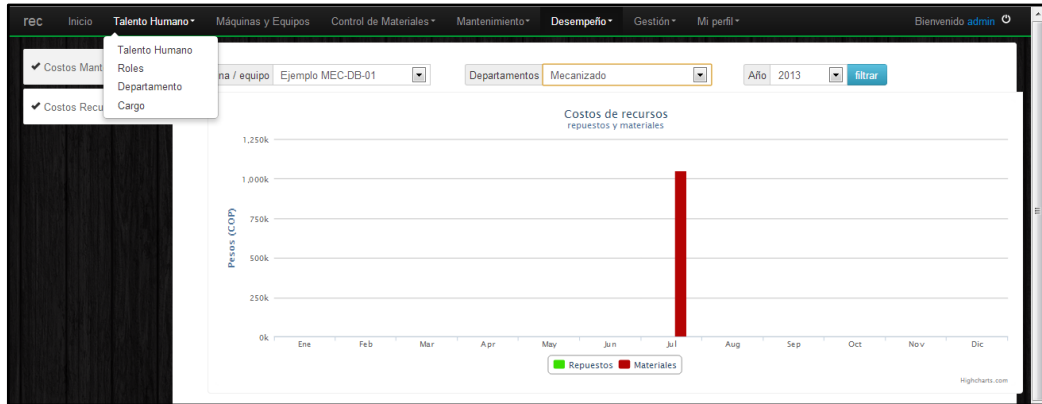 rec Inicio Talento Humano Máquinas y Equipos Control de Materiales Mantenimiento Desempeño Gestión Mi perfil Bienvenido admin
Talento Humano
Roles
Departamento
Cargo
Costos Mant
Costos Recu
na / equipo Ejemplo MEC-DB-01 Departamentos Mecanizado Año 2013 filtrar
Costos de recursos
repuestos y materiales
Pesos (COP)
1,250k
1,000k
750k
500k
250k
0k
Ene Feb Mar Apr May Jun Jul Aug Sep Oct Nov Dic
Repuestos Materiales
Highcharts.com